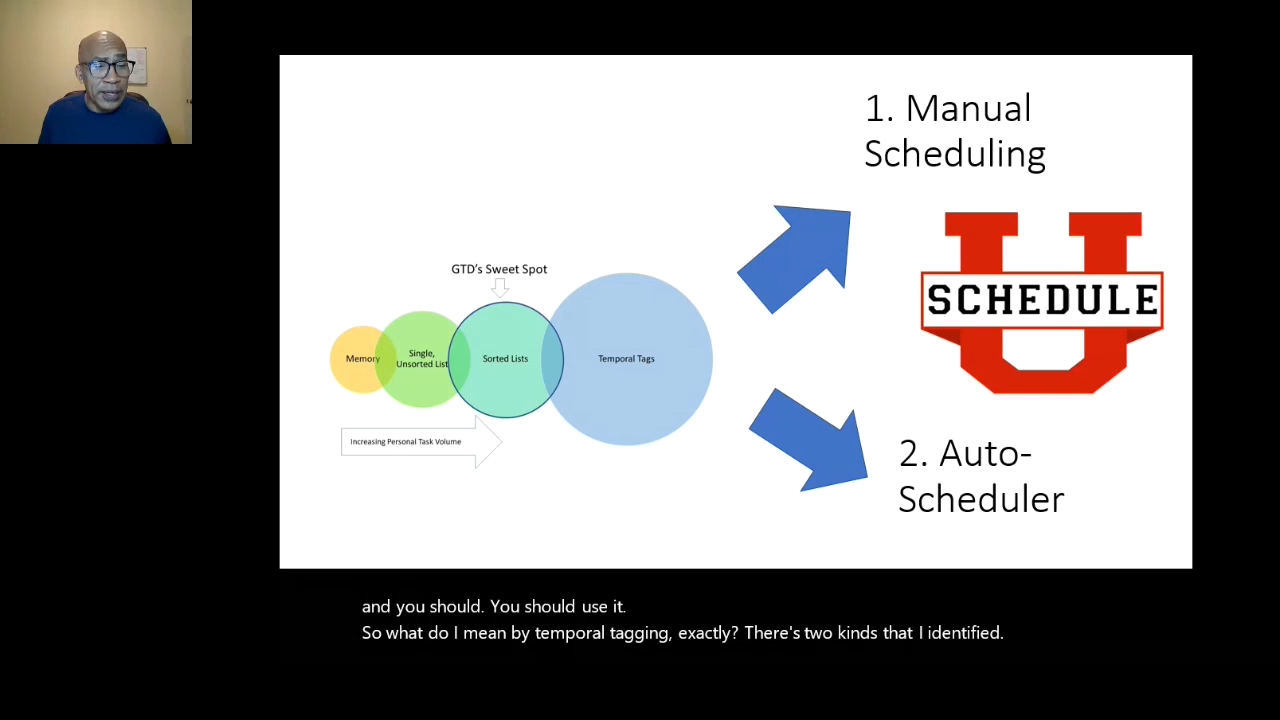 1. Manual
Scheduling
GTD's Sweet Spot
Memory
Single,
Unsorted List
Sorted Lists
Temporal Tags
Increasing Personal Task Volume
SCHEDULE
2. Auto-
Scheduler
and you should. You should use it.
So what do I mean by temporal tagging, exactly? There's two kinds that I identified.